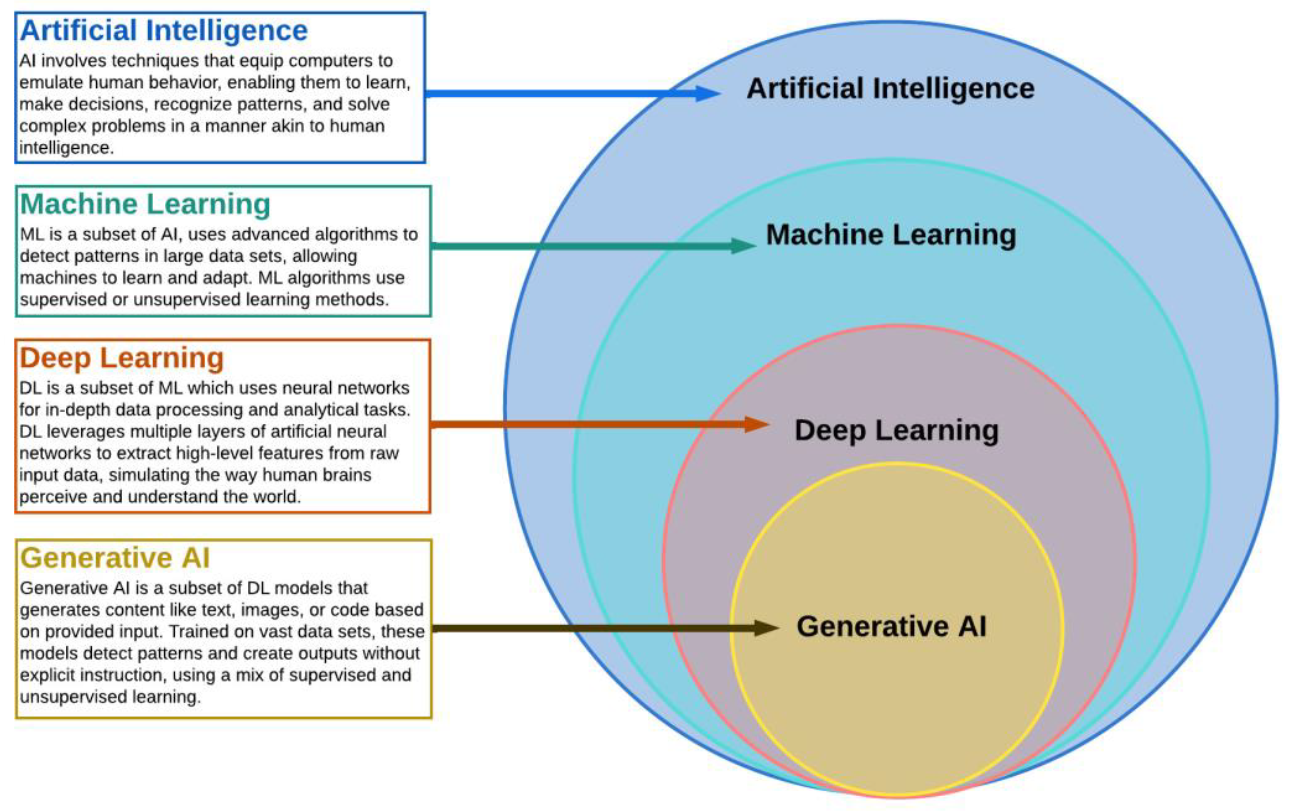 Artificial Intelligence
AI involves techniques that equip computers to
emulate human behavior, enabling them to learn,
make decisions, recognize patterns, and solve
complex problems in a manner akin to human
intelligence.
Machine Learning
ML is a subset of AI, uses advanced algorithms to
detect patterns in large data sets, allowing
machines to learn and adapt. ML algorithms use
supervised or unsupervised learning methods.
Deep Learning
DL is a subset of ML which uses neural networks
for in-depth data processing and analytical tasks.
DL leverages multiple layers of artificial neural
networks to extract high-level features from raw
input data, simulating the way human brains
perceive and understand the world.
Generative AI
Generative AI is a subset of DL models that
generates content like text, images, or code based
on provided input. Trained on vast data sets, these
models detect patterns and create outputs without
explicit instruction, using a mix of supervised and
unsupervised learning.
Artificial Intelligence
Machine Learning
Deep Learning
Generative AI